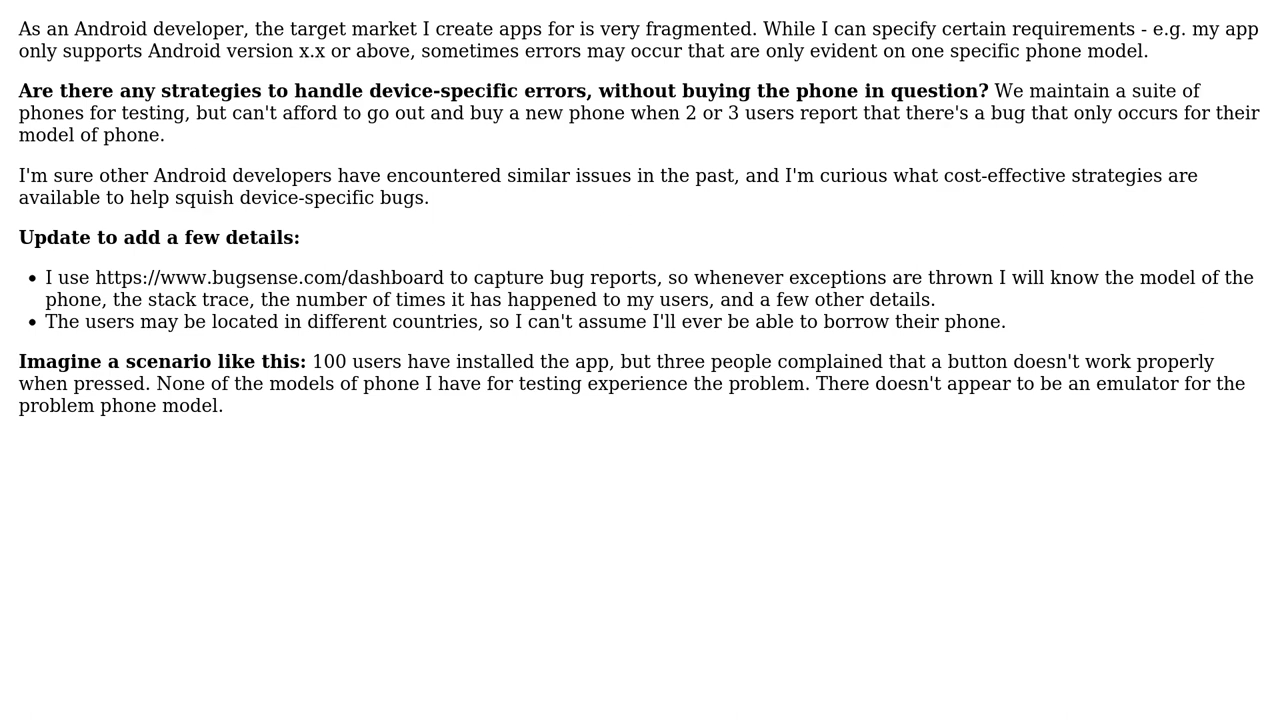 As an Android developer, the target market I create apps for is very fragmented. While I can specify certain requirements - e.g. my app
only supports Android version x.x or above, sometimes errors may occur that are only evident on one specific phone model.
Are there any strategies to handle device-specific errors, without buying the phone in question? We maintain a suite of
phones for testing, but can't afford to go out and buy a new phone when 2 or 3 users report that there's a bug that only occurs for their
model of phone.
I'm sure other Android developers have encountered similar issues in the past, and I'm curious what cost-effective strategies are
available to help squish device-specific bugs.
Update to add a few details:
• I use https://www.bugsense.com/dashboard to capture bug reports, so whenever exceptions are thrown I will know the model of the
phone, the stack trace, the number of times it has happened to my users, and a few other details.
• The users may be located in different countries, so I can't assume I'll ever be able to borrow their phone.
Imagine a scenario like this: 100 users have installed the app, but three people complained that a button doesn't work properly
when pressed. None of the models of phone I have for testing experience the problem. There doesn't appear to be an emulator for the
problem phone model.